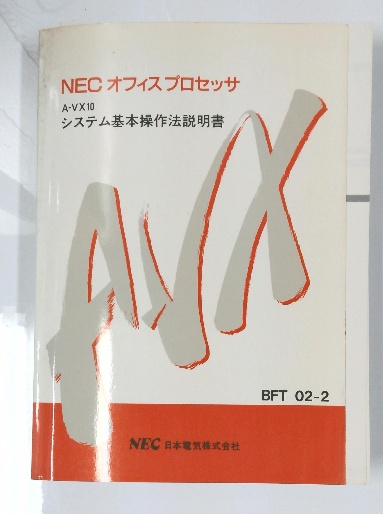 NEC オフィスプロセッサ
A-VX10
システム基本操作法説明書
AVX
BFT 02-2
NEC 日本電気株式会社